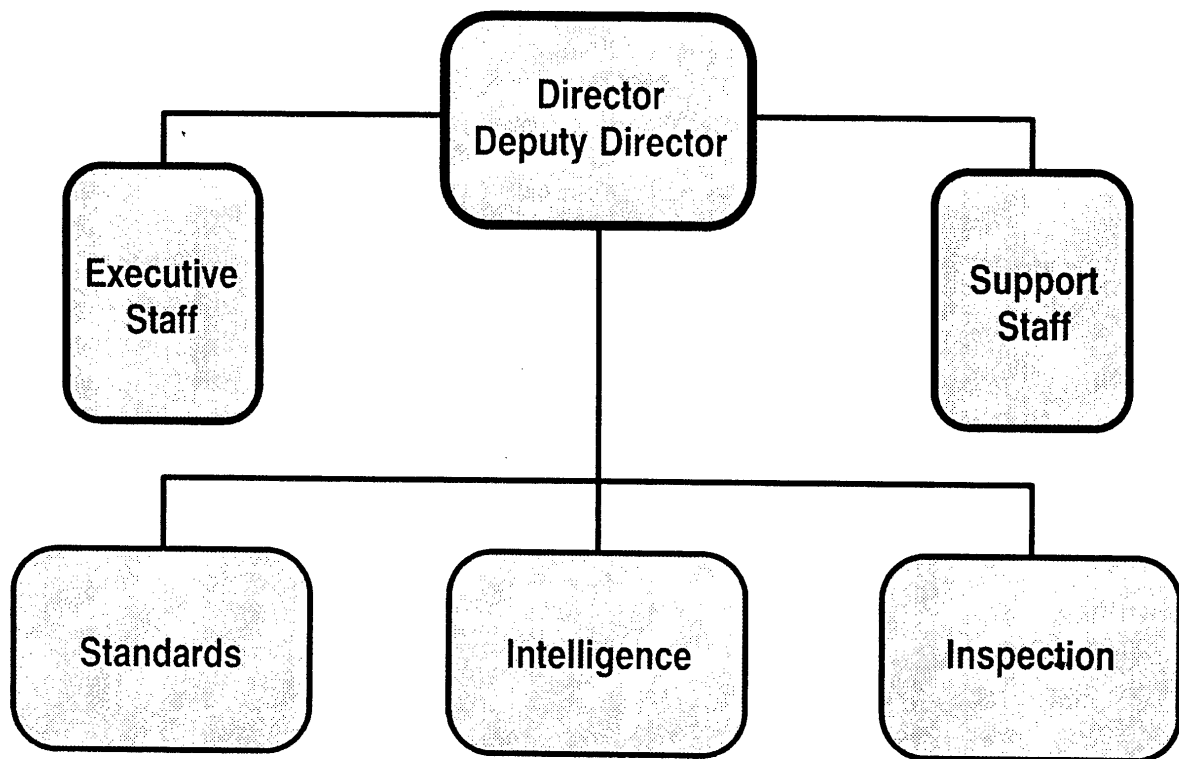 Director
Deputy Director
Executive
Staff
Support
Staff
Standards
Intelligence
Inspection